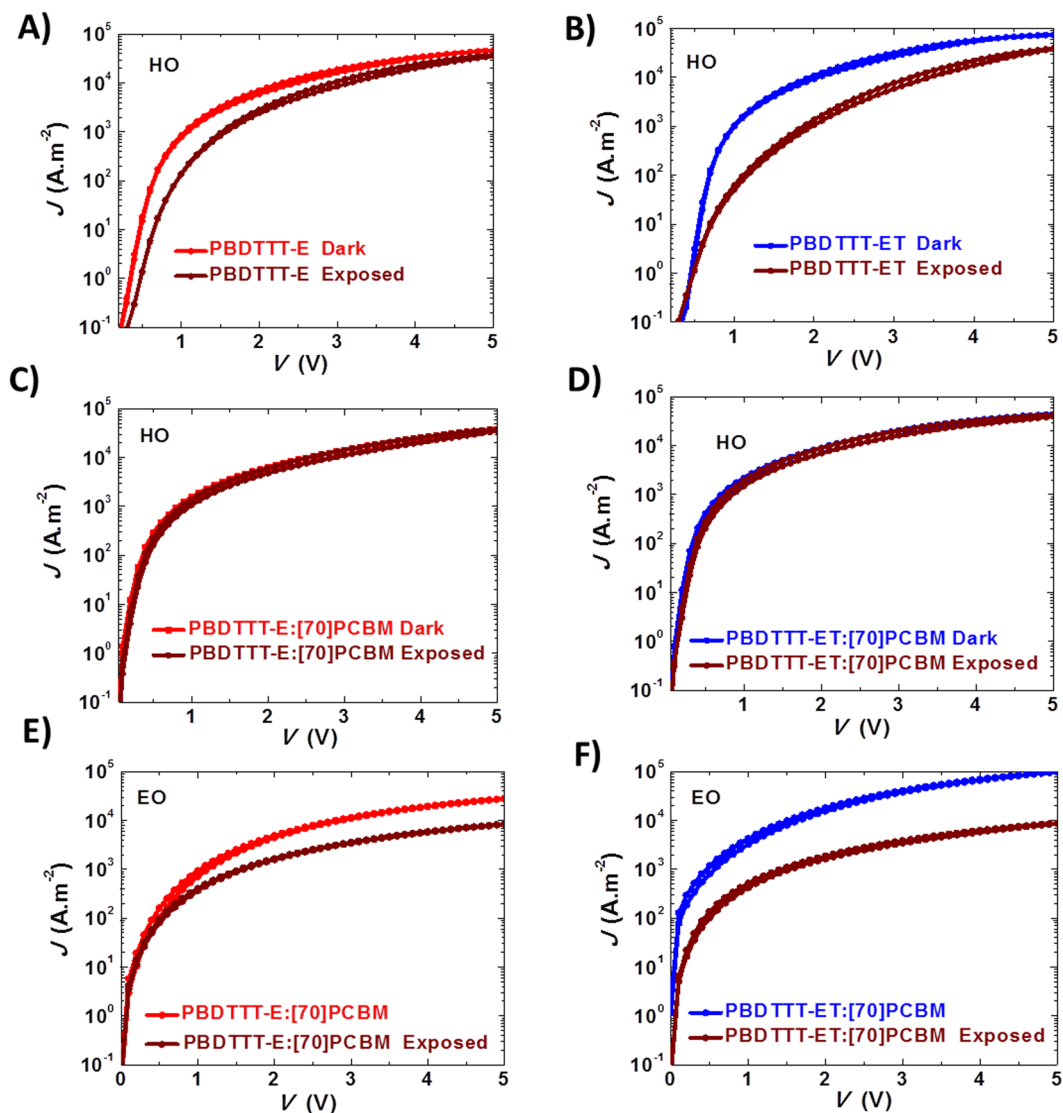 A)
10^5
10^4
10^3
10^2
10^1
10^0
10^-1
J (A.m^-2)
HO
PBDTTT-E Dark
PBDTTT-E Exposed
1 2 3 4 5
V (V)
B)
10^5
10^4
10^3
10^2
10^1
10^0
10^-1
J (A.m^-2)
HO
PBDTTT-ET Dark
PBDTTT-ET Exposed
1 2 3 4 5
V (V)
C)
10^5
10^4
10^3
10^2
10^1
10^0
10^-1
J (A.m^-2)
HO
PBDTTT-E:[70]PCBM Dark
PBDTTT-E:[70]PCBM Exposed
1 2 3 4 5
V (V)
D)
10^5
10^4
10^3
10^2
10^1
10^0
10^-1
J (A.m^-2)
HO
PBDTTT-ET:[70]PCBM Dark
PBDTTT-ET:[70]PCBM Exposed
1 2 3 4 5
V (V)
E)
10^5
10^4
10^3
10^2
10^1
10^0
10^-1
J (A.m^-2)
EO
PBDTTT-E:[70]PCBM
PBDTTT-E:[70]PCBM Exposed
0 1 2 3 4 5
V (V)
F)
10^5
10^4
10^3
10^2
10^1
10^0
10^-1
J (A.m^-2)
EO
PBDTTT-ET:[70]PCBM
PBDTTT-ET:[70]PCBM Exposed
0 1 2 3 4 5
V (V)